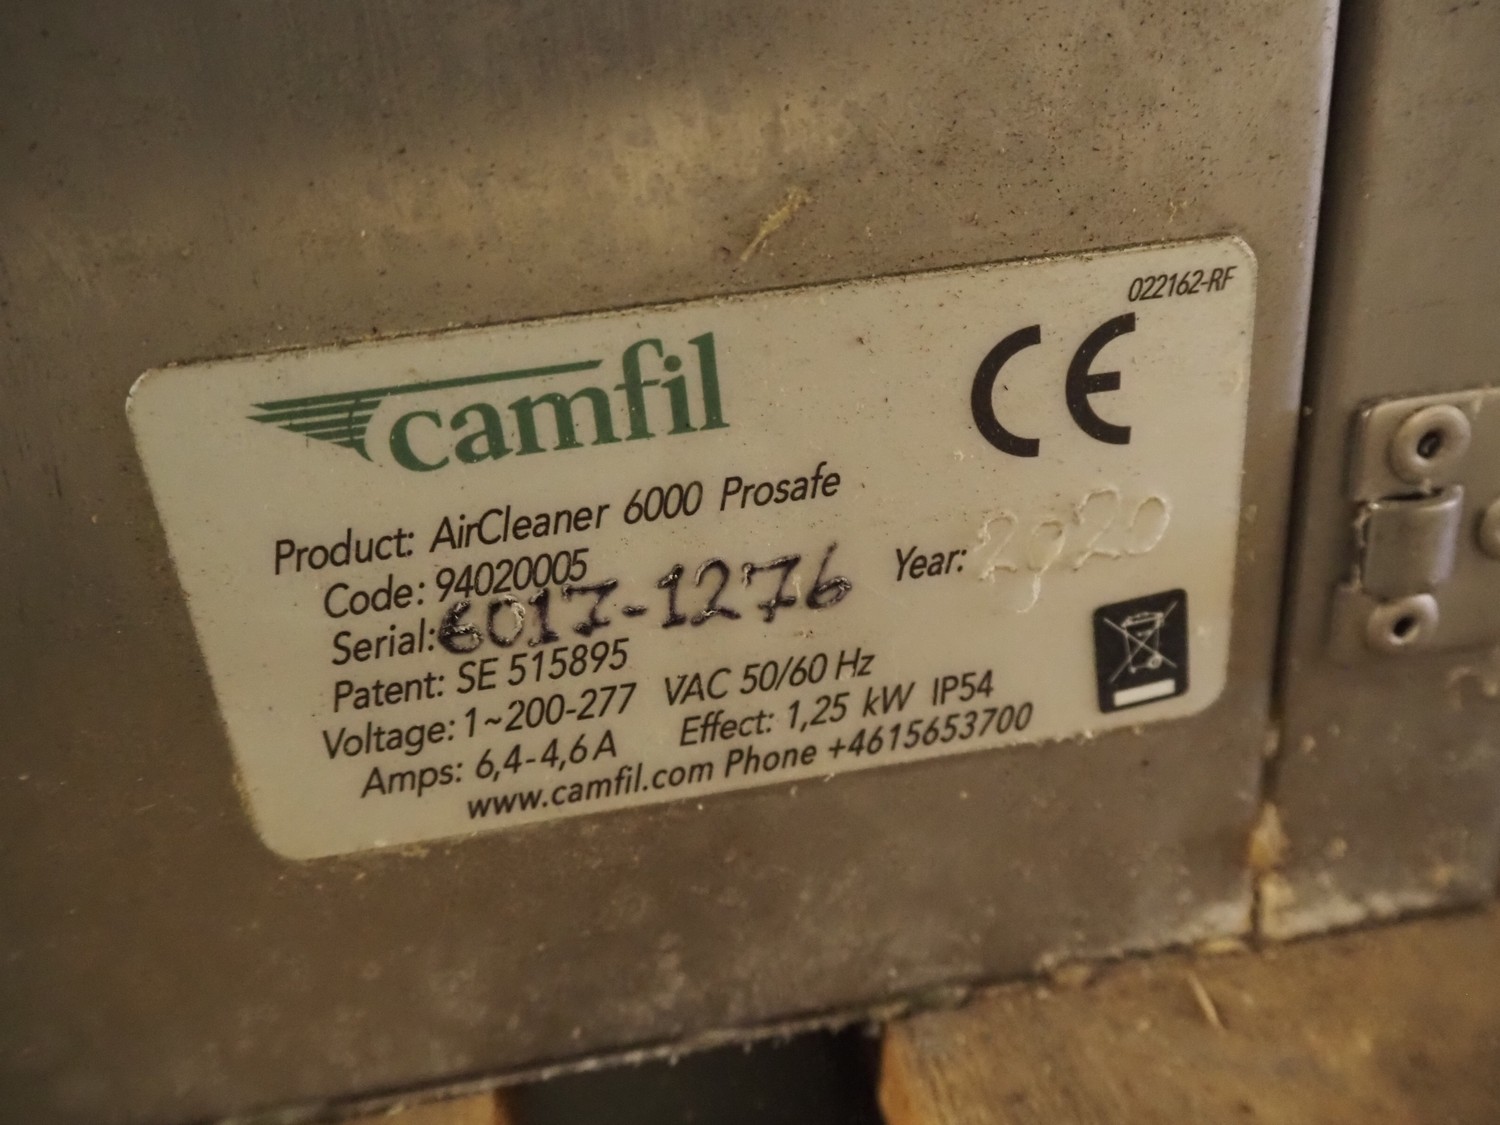 022162-RF
camfil
CE
Product: AirCleaner 6000 Prosafe
Code: 94020005
Serial: 6017-1276 Year: 2020
Patent: SE 515895
Voltage: 1~200-277 VAC 50/60 Hz
Amps: 6,4-4,6A Effect: 1,25 kW IP54
www.camfil.com Phone +4615653700